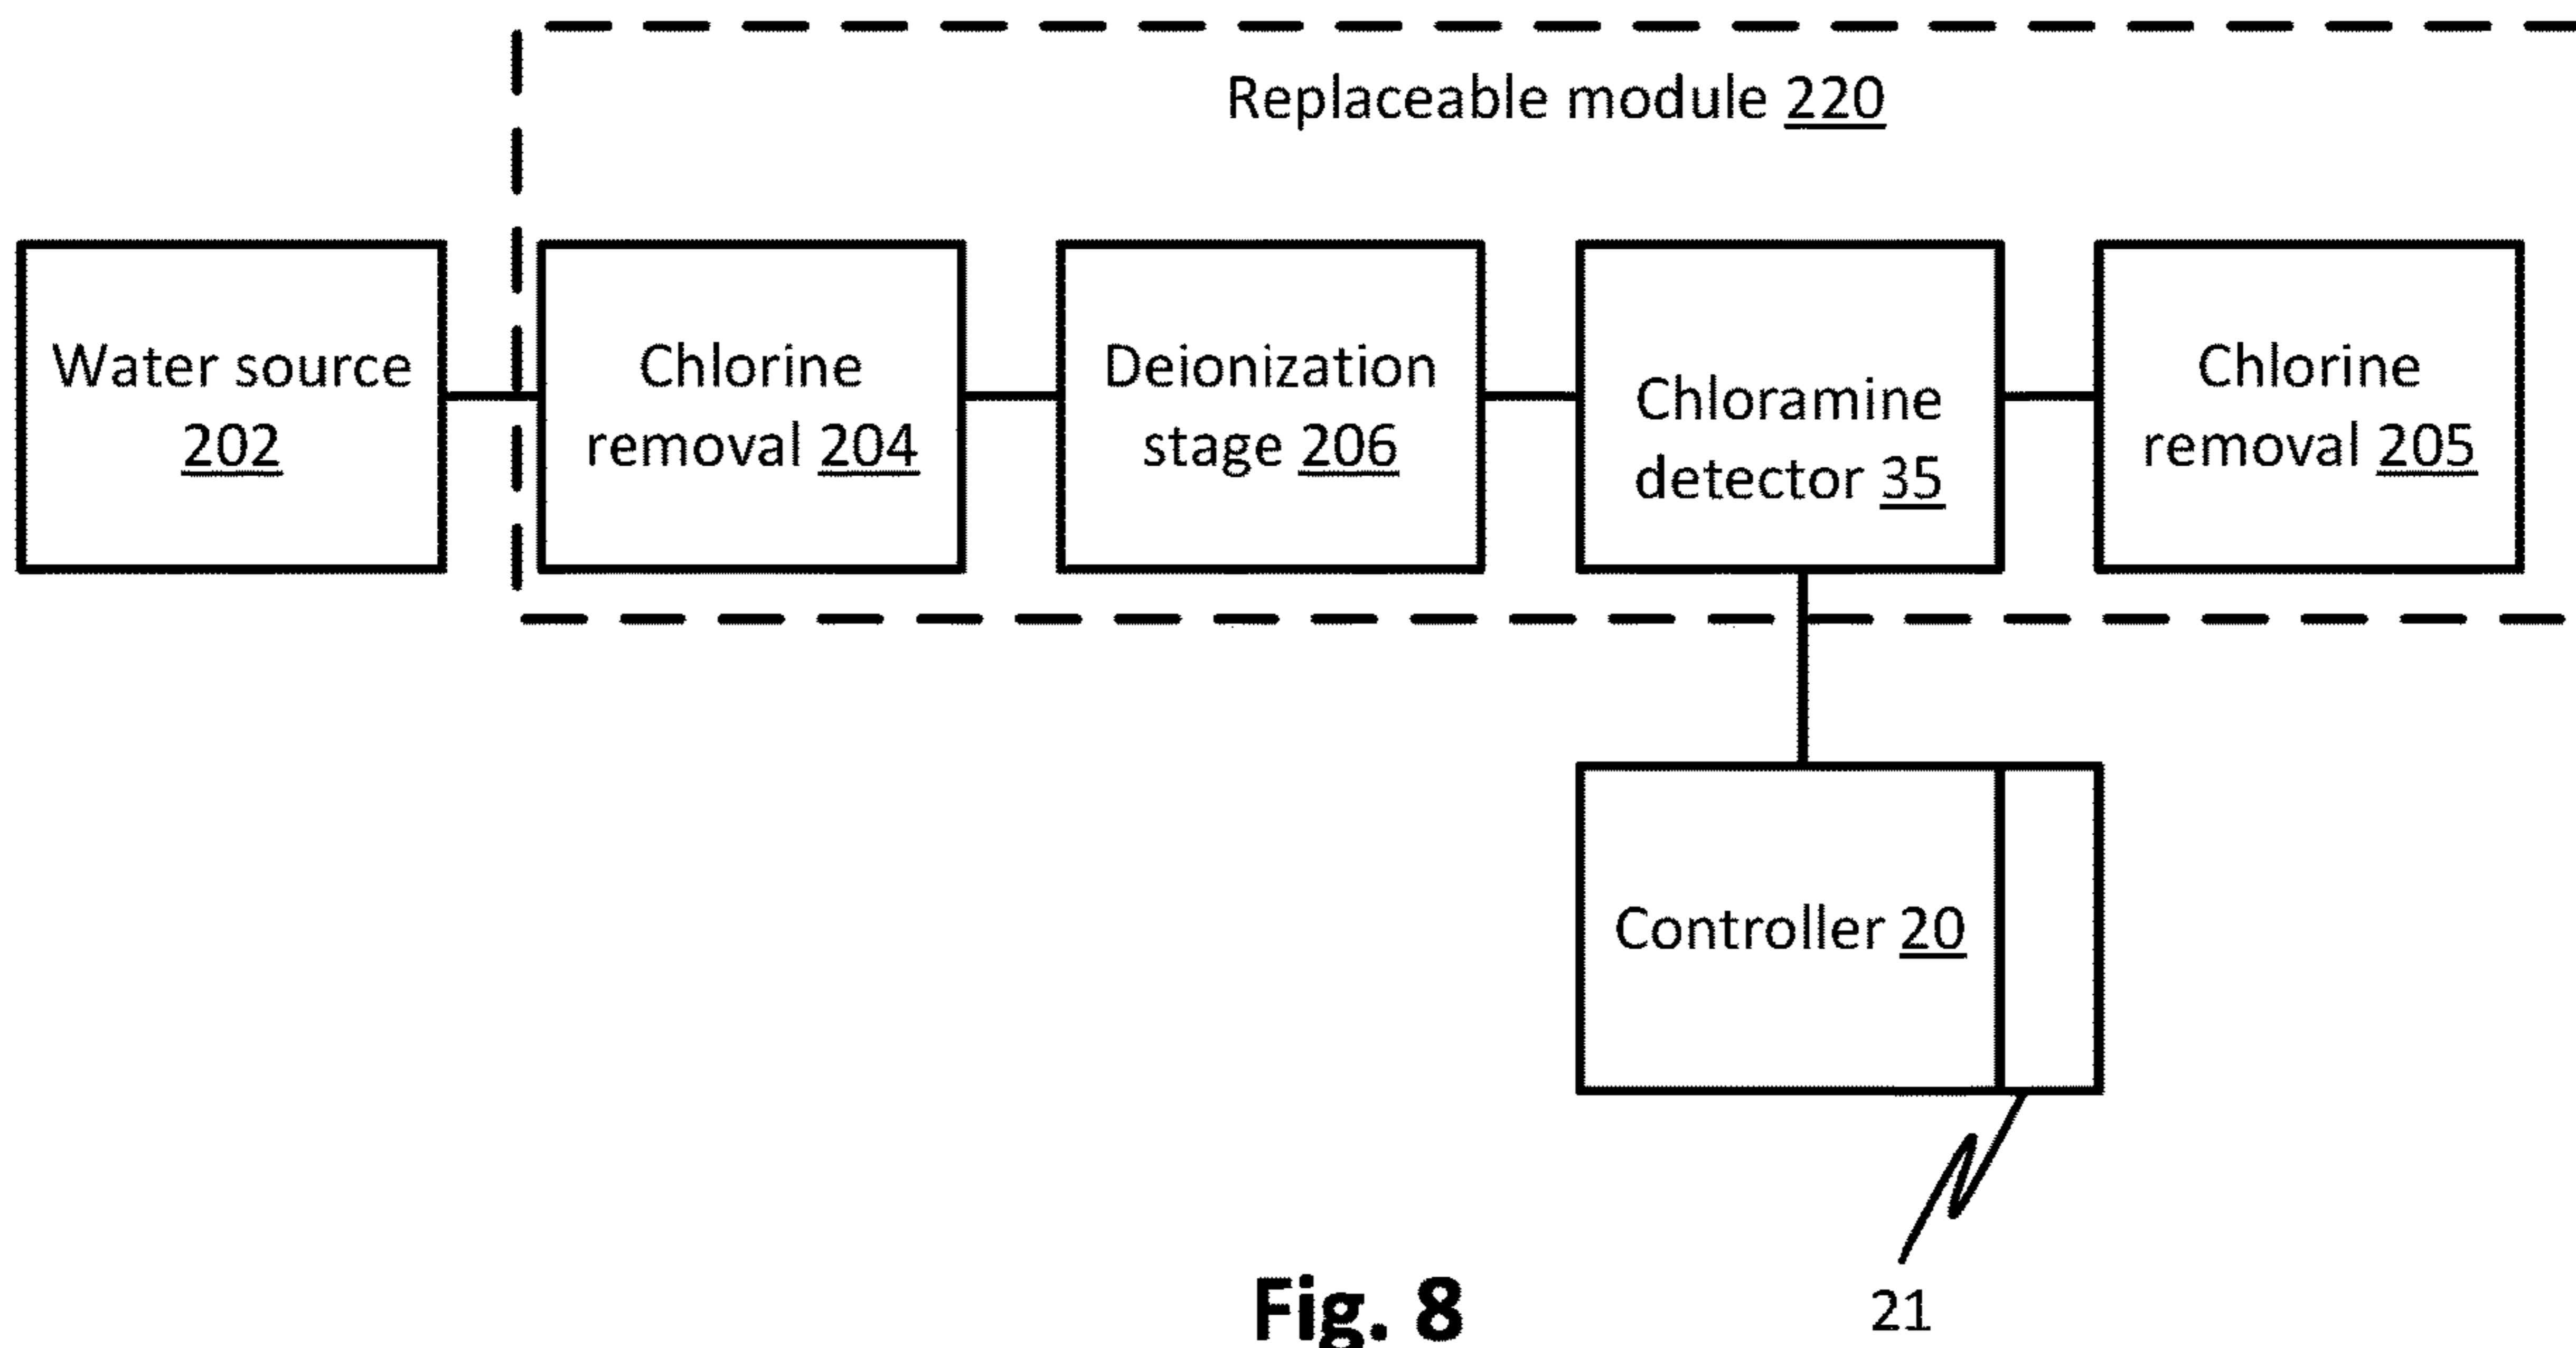 Replaceable module 220
Water source
202
Chlorine
removal 204
Deionization
stage 206
Chloramine
detector 35
Chlorine
removal 205
Controller 20
21
Fig. 8